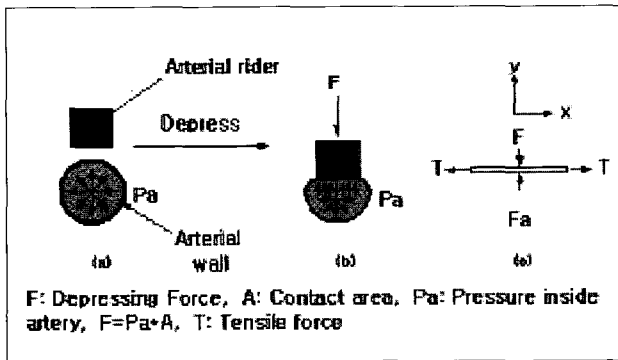 Arterial rider
Depress
Pa
Arterial
wall
(a)
F
Pa
(b)
y
x
F
T
T
Fa
(c)
F: Depressing Force, A: Contact area, Pa: Pressure inside
artery, F=Pa*A, T: Tensile force